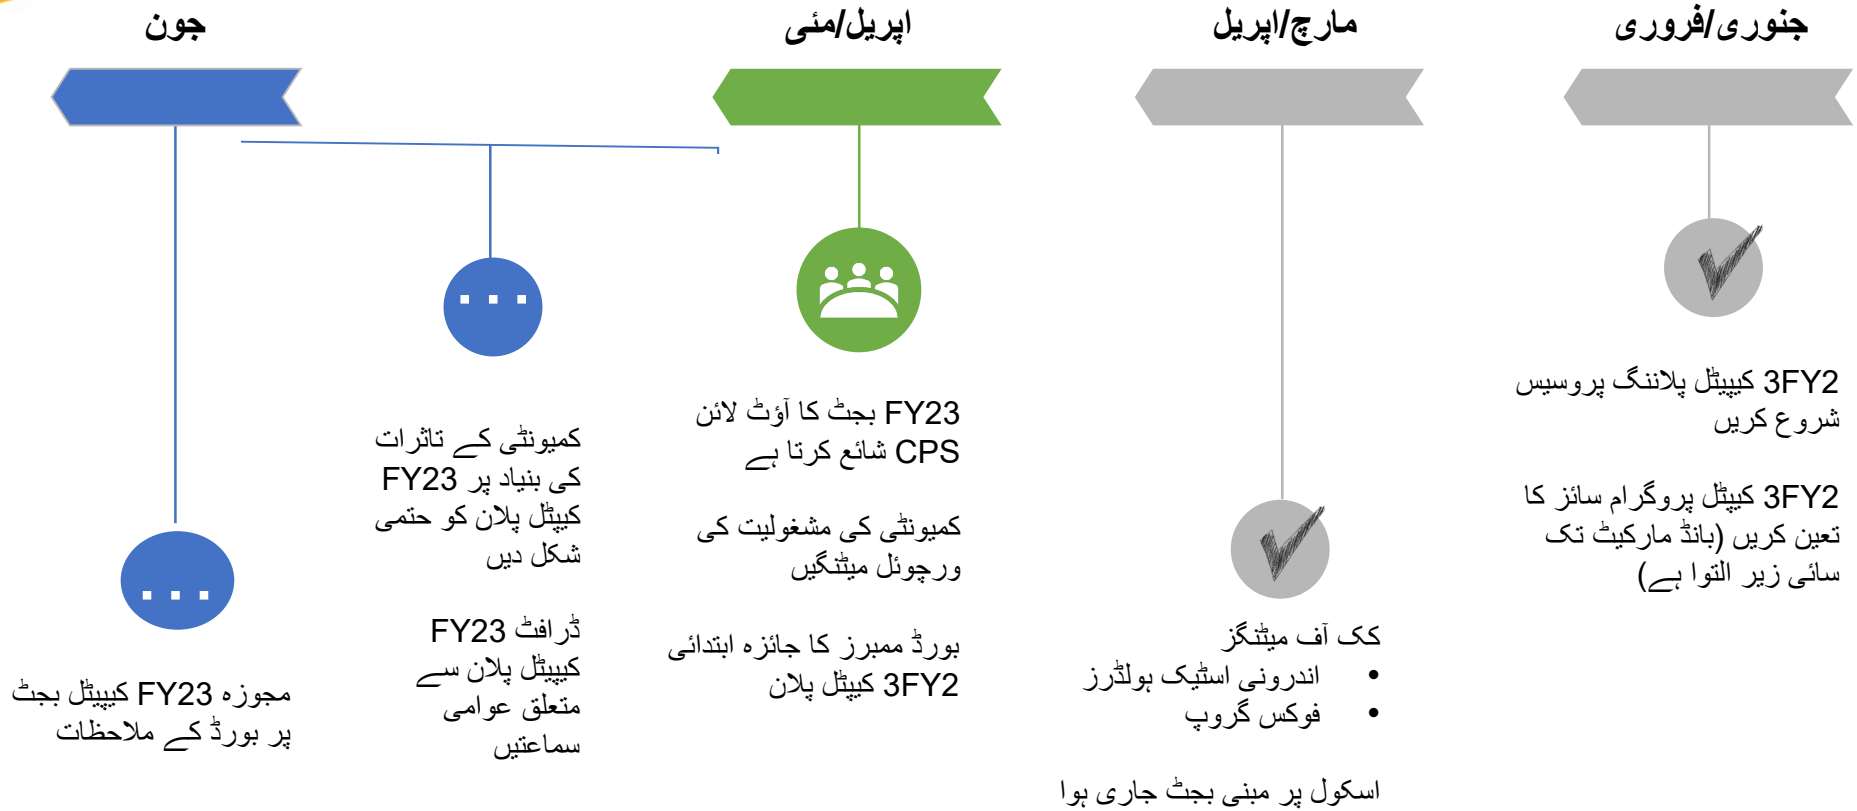 جنوری/فروری
3FY2 کیپیٹل پلاننگ پروسیس
شروع کریں
3FY2 کیپٹل پروگرام سائز کا
تعین کریں (بانڈ مارکیٹ تک
سائی زیر التوا ہے)
مارچ/اپریل
کک آف میٹنگز
• اندرونی اسٹیک ہولڈرز
• فوکس گروپ
اسکول پر مبنی بجٹ جاری ہوا
اپریل/مئی
FY23 بجٹ کا آؤٹ لائن
CPS شائع کرتا ہے
کمیونٹی کی مشغولیت کی
ورچوئل میٹنگیں
بورڈ ممبرز کا جائزہ ابتدائی
3FY2 کیپٹل پلان
کمیونٹی کے تاثرات
کی بنیاد پر FY23
کیپٹل پلان کو حتمی
شکل دیں
ڈرافٹ FY23
کیپیٹل پلان سے
متعلق عوامی
سماعتیں
جون
مجوزہ FY23 کیپیٹل بجٹ
پر بورڈ کے ملاحظات